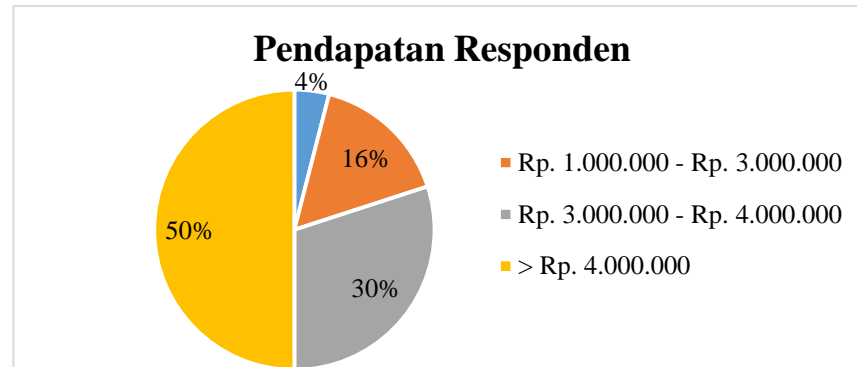 Pendapatan Responden
4%
16%
30%
50%
Rp. 1.000.000 - Rp. 3.000.000
Rp. 3.000.000 - Rp. 4.000.000
> Rp. 4.000.000